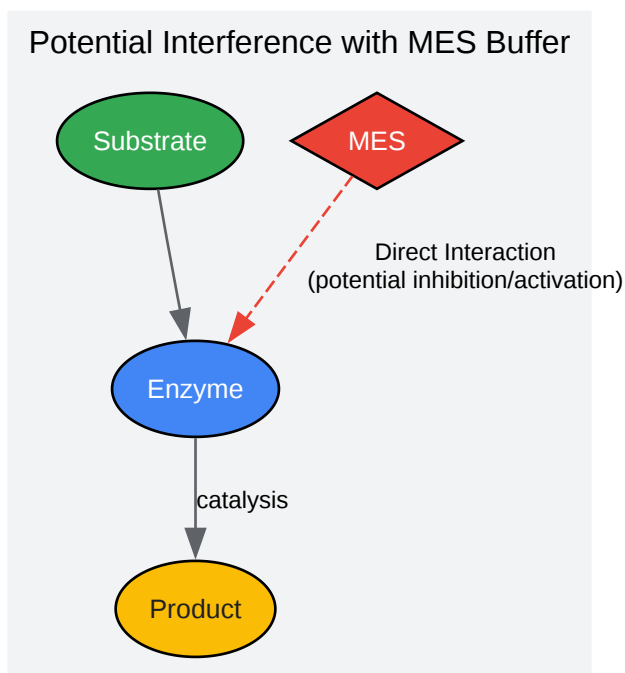 Potential Interference with MES Buffer
Substrate
MES
Direct Interaction
(potential inhibition/activation)
Enzyme
catalysis
Product